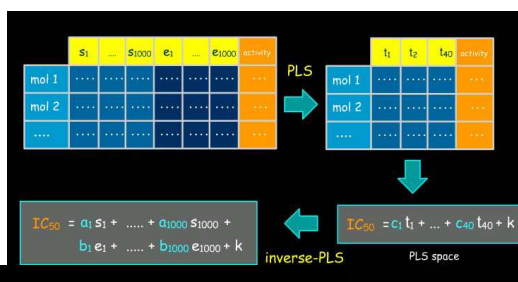 s1 .... s1000 e1 .... e1000 activity
mol 1 .... .... .... .... .... .... ...
mol 2 .... .... .... .... .... .... ...
.... .... .... .... .... .... .... ...
PLS
t1 t2 t40 activity
mol 1 .... .... .... ...
mol 2 .... .... .... ...
.... .... .... .... ...
IC50 = c1 t1 + ... + c40 t40 + k
PLS space
inverse-PLS
IC50 = a1 s1 + ..... + a1000 s1000 +
b1 e1 + ..... + b1000 e1000 + k